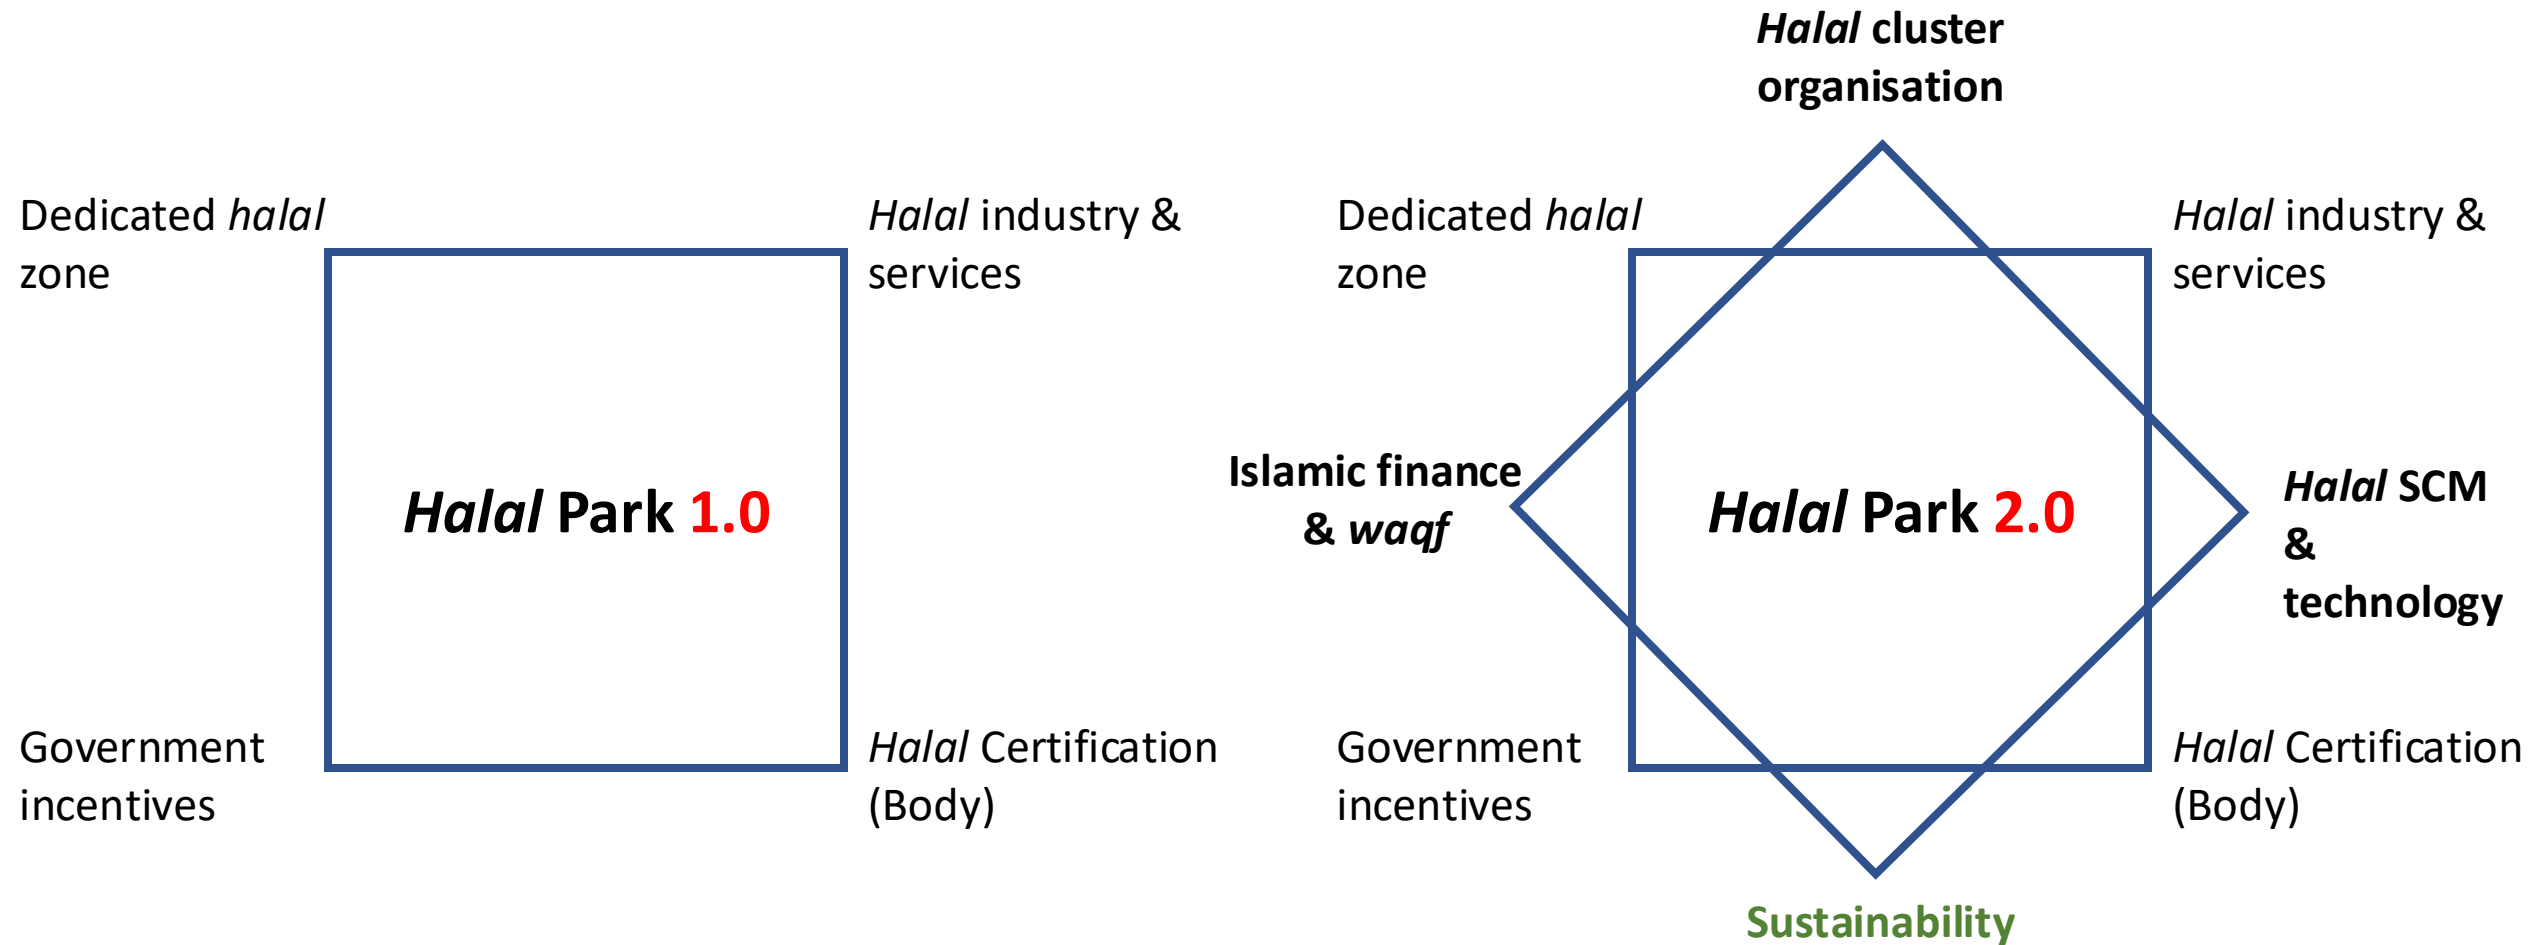 Dedicated halal
zone
Halal industry &
services
Halal Park 1.0
Government
incentives
Halal Certification
(Body)
Halal cluster
organisation
Dedicated halal
zone
Halal industry &
services
Islamic finance
& waqf
Halal Park 2.0
Halal SCM
&
technology
Government
incentives
Halal Certification
(Body)
Sustainability